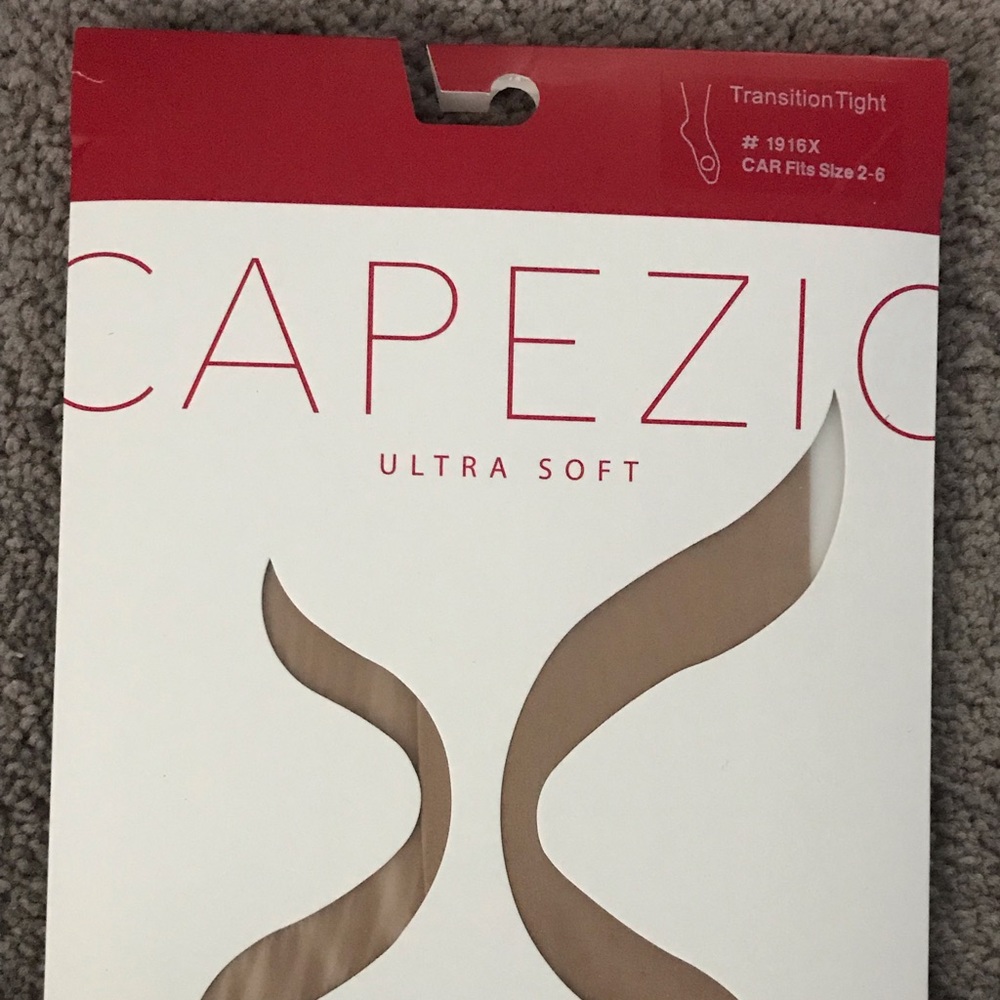 Transition Tight
# 1916X
CAR Fits Size 2-6
CAPEZIO
ULTRA SOFT